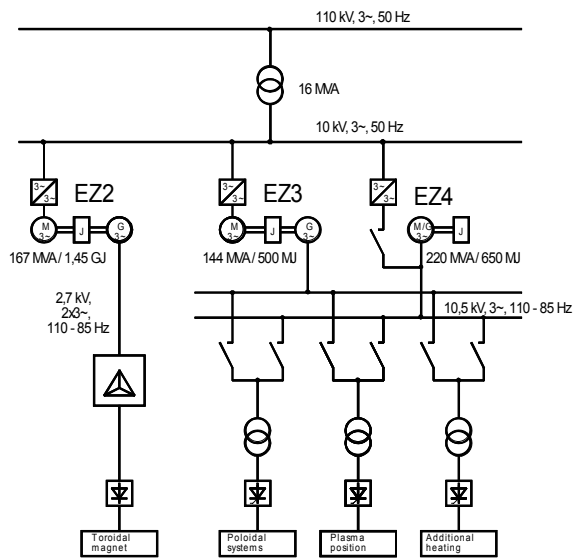 110 kV, 3~, 50 Hz
16 MVA
10 kV, 3~, 50 Hz
3~
3~
EZ2
3~
3~
EZ3
3~
3~
EZ4
M
3~
J
G
3~
M
3~
J
G
3~
M/G
3~
J
167 MVA/ 1,45 GJ
144 MVA/ 500 MJ
220 MVA/ 650 MJ
2,7 kV,
2x3~,
110 - 85 Hz
10,5 kV, 3~, 110 - 85 Hz
Toroidal
magnet
Poloidal
systems
Plasma
position
Additional
heating